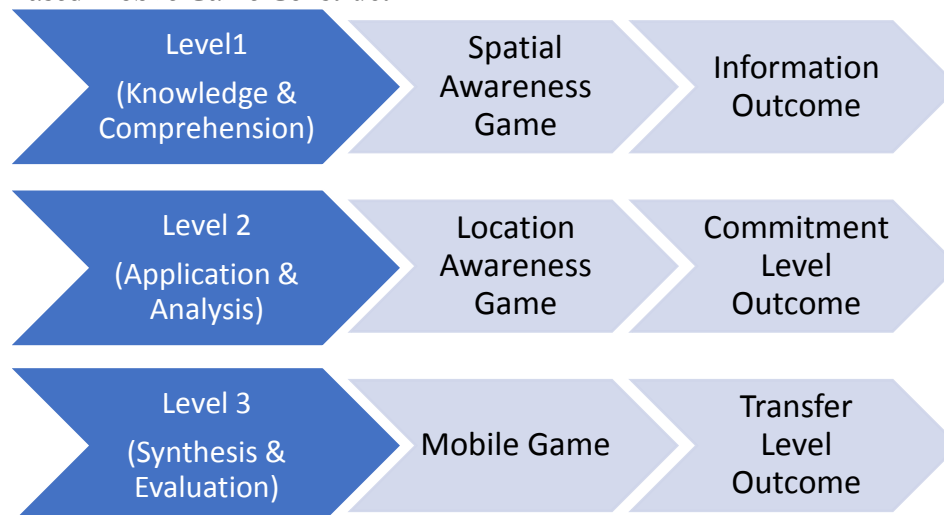 Level1
(Knowledge &
Comprehension)
Spatial
Awareness
Game
Information
Outcome
Level 2
(Application &
Analysis)
Location
Awareness
Game
Commitment
Level
Outcome
Level 3
(Synthesis &
Evaluation)
Mobile Game
Transfer
Level
Outcome